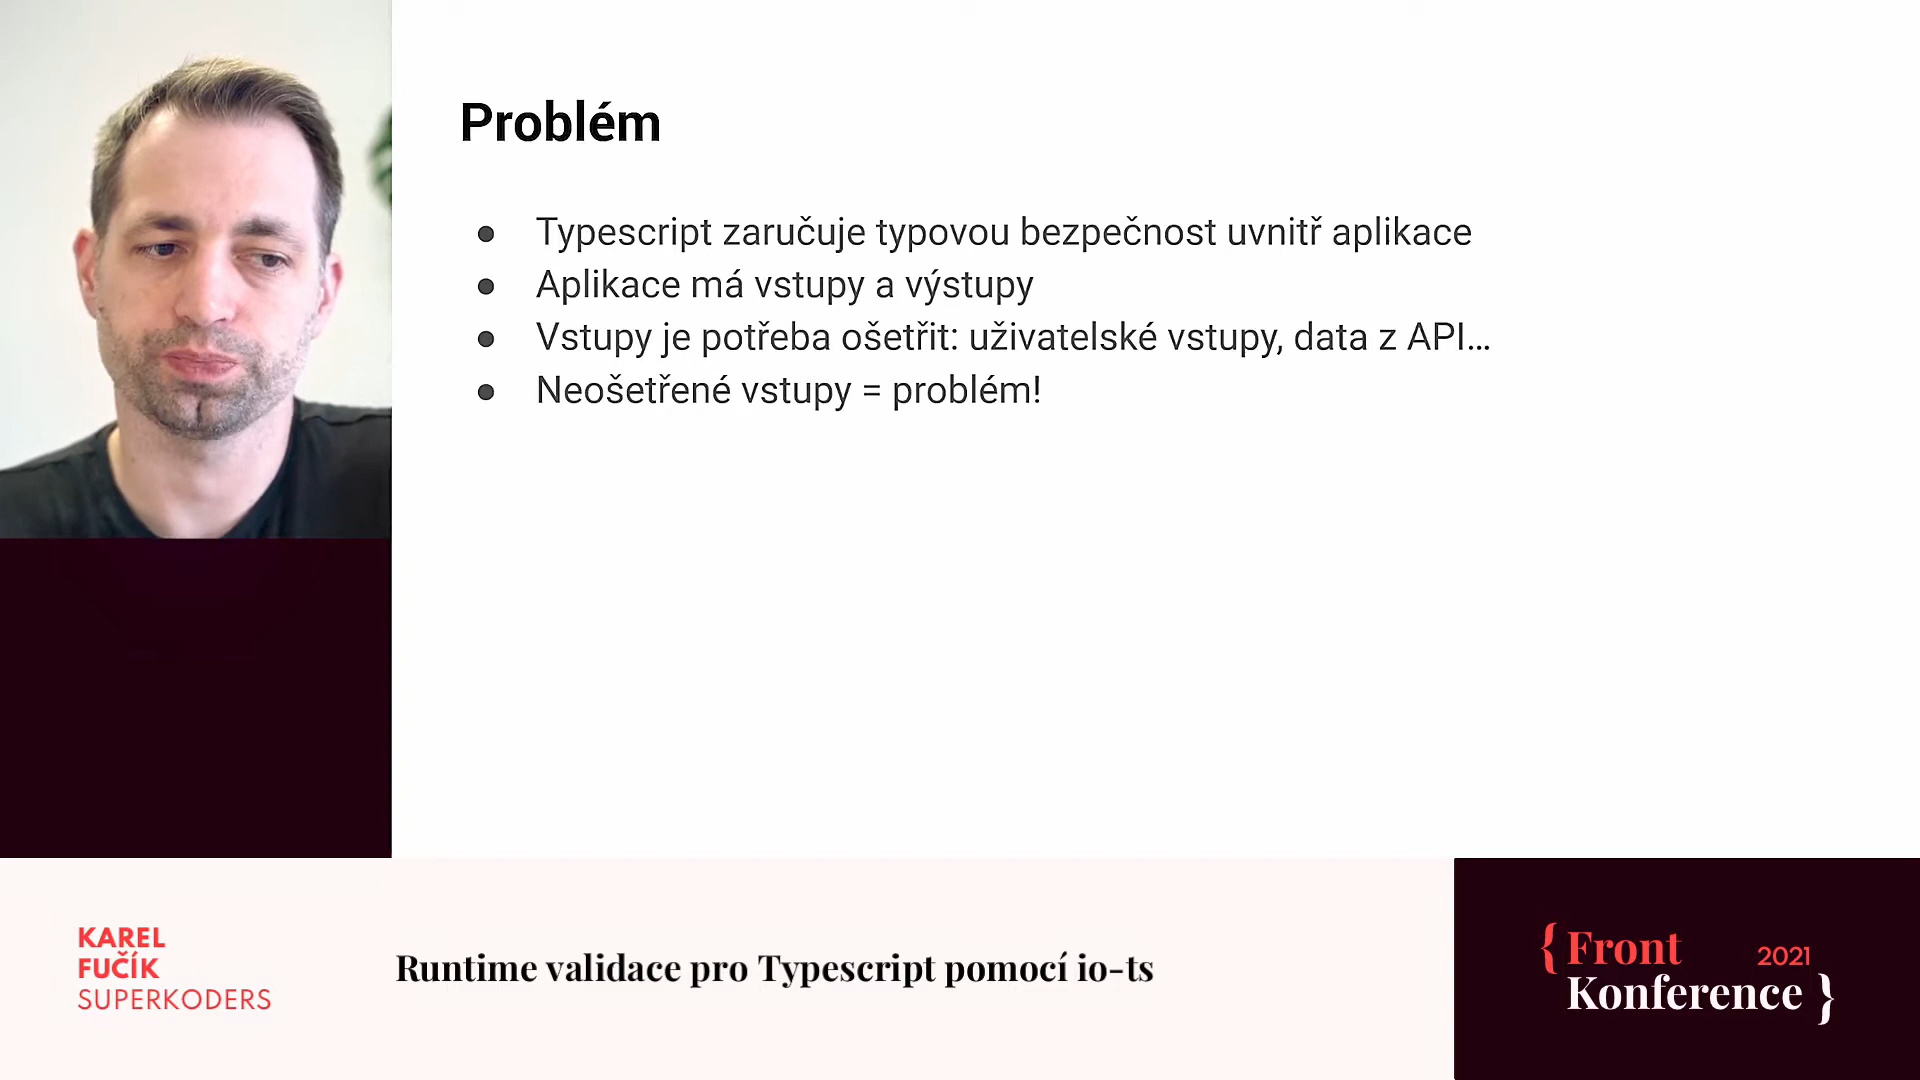 Problém
● Typescript zaručuje typovou bezpečnost uvnitř aplikace
● Aplikace má vstupy a výstupy
● Vstupy je potřeba ošetřit: uživatelské vstupy, data z API…
● Neošetřené vstupy = problém!
KAREL
FUČÍK
SUPERKODERS
Runtime validace pro Typescript pomocí io-ts
{ Front 2021
Konference }